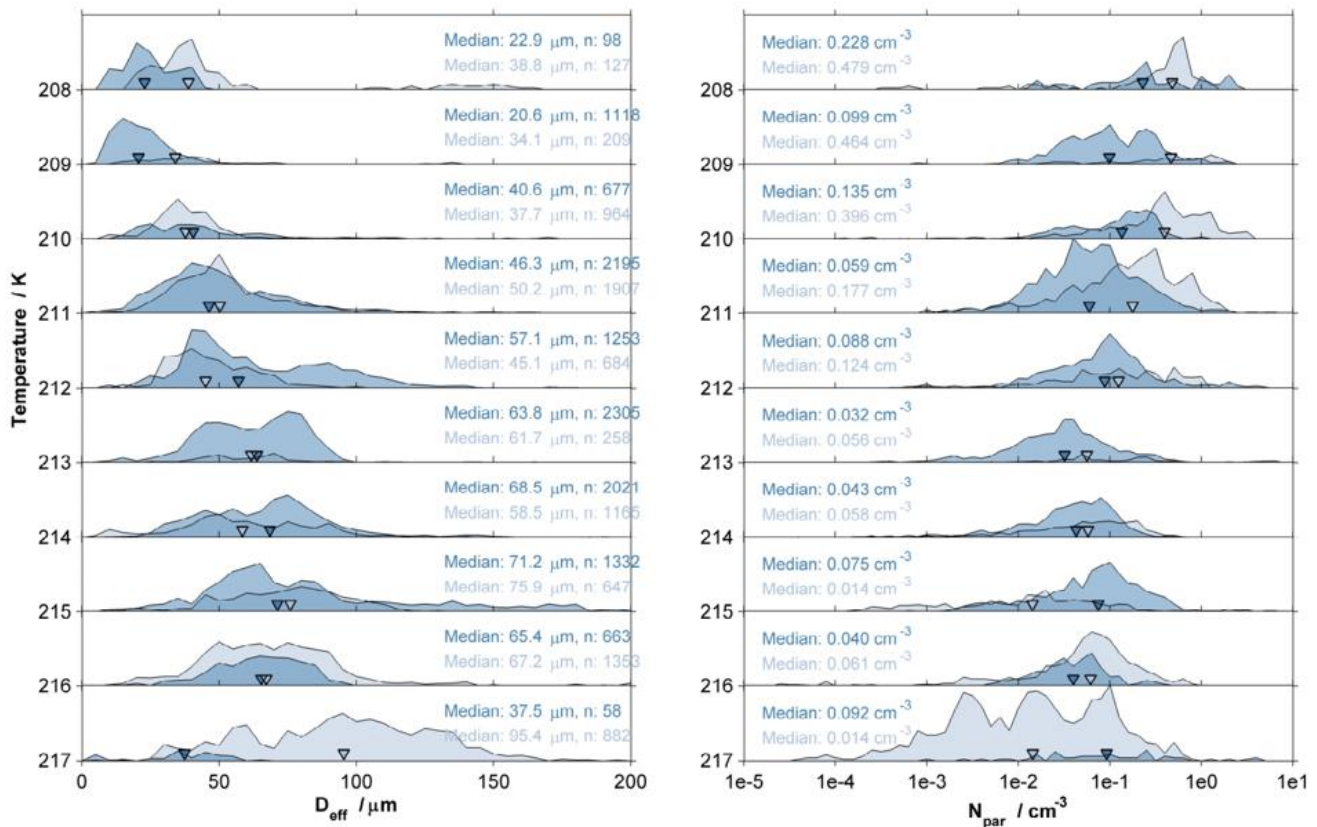 Median: 22.9 μm, n: 98
Median: 38.8 μm, n: 127
208
Median: 20.6 μm, n: 1118
Median: 34.1 μm, n: 209
209
Median: 40.6 μm, n: 677
Median: 37.7 μm, n: 964
210
Median: 46.3 μm, n: 2195
Median: 50.2 μm, n: 1907
211
Median: 57.1 μm, n: 1253
Median: 45.1 μm, n: 684
212
Median: 63.8 μm, n: 2305
Median: 61.7 μm, n: 258
213
Median: 68.5 μm, n: 2021
Median: 58.5 μm, n: 1165
214
Median: 71.2 μm, n: 1332
Median: 75.9 μm, n: 647
215
Median: 65.4 μm, n: 663
Median: 67.2 μm, n: 1353
216
Median: 37.5 μm, n: 58
Median: 95.4 μm, n: 882
217
0 50 100 150 200
D_eff / μm
Temperature / K
Median: 0.228 cm⁻³
Median: 0.479 cm⁻³
208
Median: 0.099 cm⁻³
Median: 0.464 cm⁻³
209
Median: 0.135 cm⁻³
Median: 0.396 cm⁻³
210
Median: 0.059 cm⁻³
Median: 0.177 cm⁻³
211
Median: 0.088 cm⁻³
Median: 0.124 cm⁻³
212
Median: 0.032 cm⁻³
Median: 0.056 cm⁻³
213
Median: 0.043 cm⁻³
Median: 0.058 cm⁻³
214
Median: 0.075 cm⁻³
Median: 0.014 cm⁻³
215
Median: 0.040 cm⁻³
Median: 0.061 cm⁻³
216
Median: 0.092 cm⁻³
Median: 0.014 cm⁻³
217
1e-5 1e-4 1e-3 1e-2 1e-1 1e0 1e1
N_par / cm⁻³